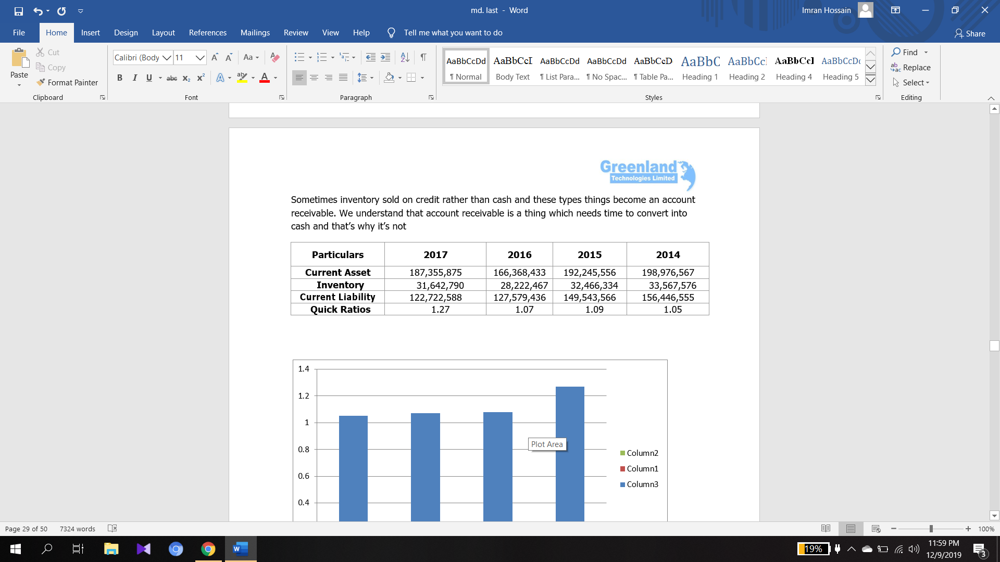 md. last - Word
Imran Hossain
File Home Insert Design Layout References Mailings Review View Help Tell me what you want to do Share
Paste
Cut
Copy
Format Painter
Clipboard
Calibri (Body 11
Font
Paragraph
AaBbCcDd AaBbCcI AaBbCcDd AaBbCcDd AaBbCcD AaBbC AaBbCcI AaBbCcI AaBbCcDc
¶ Normal Body Text ¶ List Para... ¶ No Spac... ¶ Table Pa... Heading 1 Heading 2 Heading 4 Heading 5
Styles
Find
Replace
Select
Editing
Greenland
Technologies Limited
Sometimes inventory sold on credit rather than cash and these types things become an account
receivable. We understand that account receivable is a thing which needs time to convert into
cash and that’s why it’s not
Particulars 2017 2016 2015 2014
Current Asset 187,355,875 166,368,433 192,245,556 198,976,567
Inventory 31,642,790 28,222,467 32,466,334 33,567,576
Current Liability 122,722,588 127,579,436 149,543,566 156,446,555
Quick Ratios 1.27 1.07 1.09 1.05
1.4
1.2
1
0.8
0.6
0.4
Plot Area
Column2
Column1
Column3
Page 29 of 50 7324 words 100%
19%
11:59 PM
12/9/2019
3